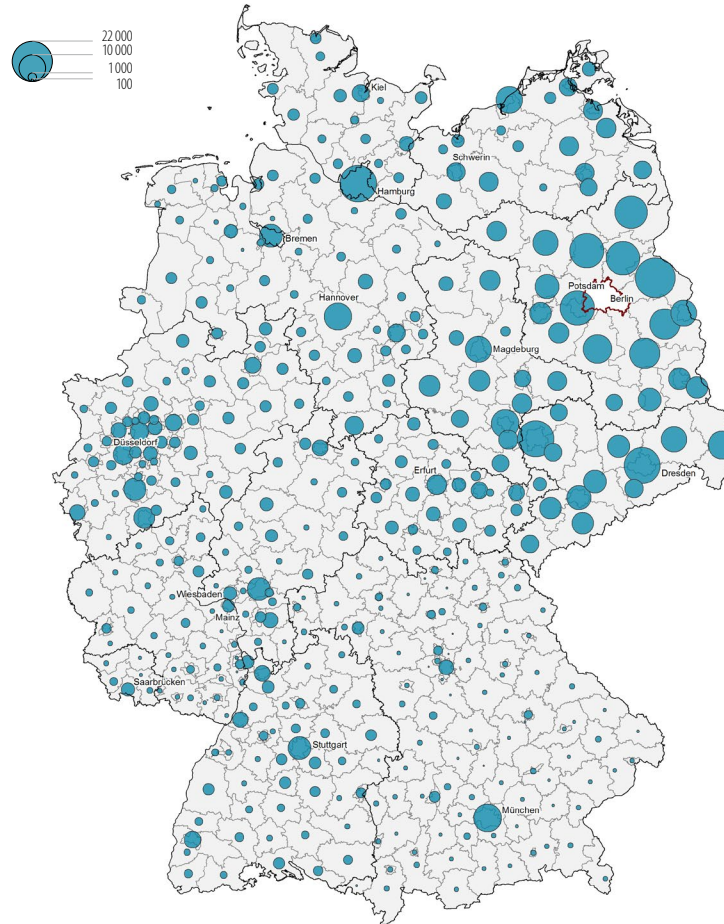 22 000
10 000
1 000
100
Kiel
Schwerin
Hamburg
Bremen
Potsdam
Berlin
Hannover
Magdeburg
Düsseldorf
Erfurt
Dresden
Wiesbaden
Mainz
Saarbrücken
Stuttgart
München